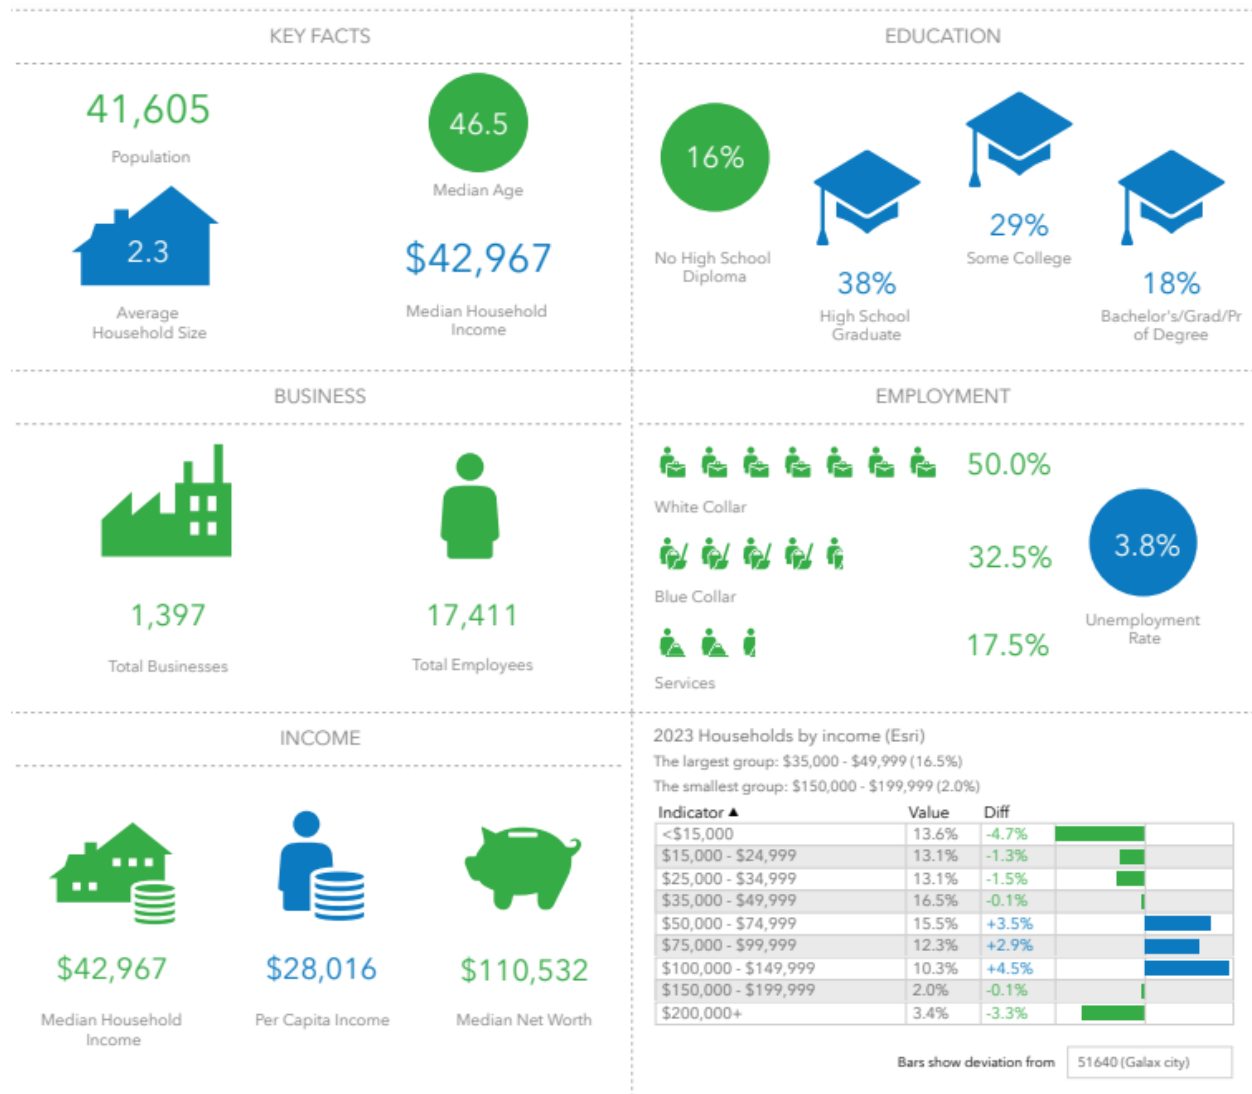 KEY FACTS
41,605
Population
46.5
Median Age
2.3
Average
Household Size
$42,967
Median Household
Income
EDUCATION
16%
No High School
Diploma
38%
High School
Graduate
29%
Some College
18%
Bachelor's/Grad/Pr
of Degree
BUSINESS
1,397
Total Businesses
17,411
Total Employees
EMPLOYMENT
50.0%
White Collar
32.5%
Blue Collar
17.5%
Services
3.8%
Unemployment
Rate
INCOME
$42,967
Median Household
Income
$28,016
Per Capita Income
$110,532
Median Net Worth
2023 Households by income (Esri)
The largest group: $35,000 - $49,999 (16.5%)
The smallest group: $150,000 - $199,999 (2.0%)
Indicator ▲ Value Diff
<$15,000 13.6% -4.7%
$15,000 - $24,999 13.1% -1.3%
$25,000 - $34,999 13.1% -1.5%
$35,000 - $49,999 16.5% -0.1%
$50,000 - $74,999 15.5% +3.5%
$75,000 - $99,999 12.3% +2.9%
$100,000 - $149,999 10.3% +4.5%
$150,000 - $199,999 2.0% -0.1%
$200,000+ 3.4% -3.3%
Bars show deviation from 51640 (Galax city)